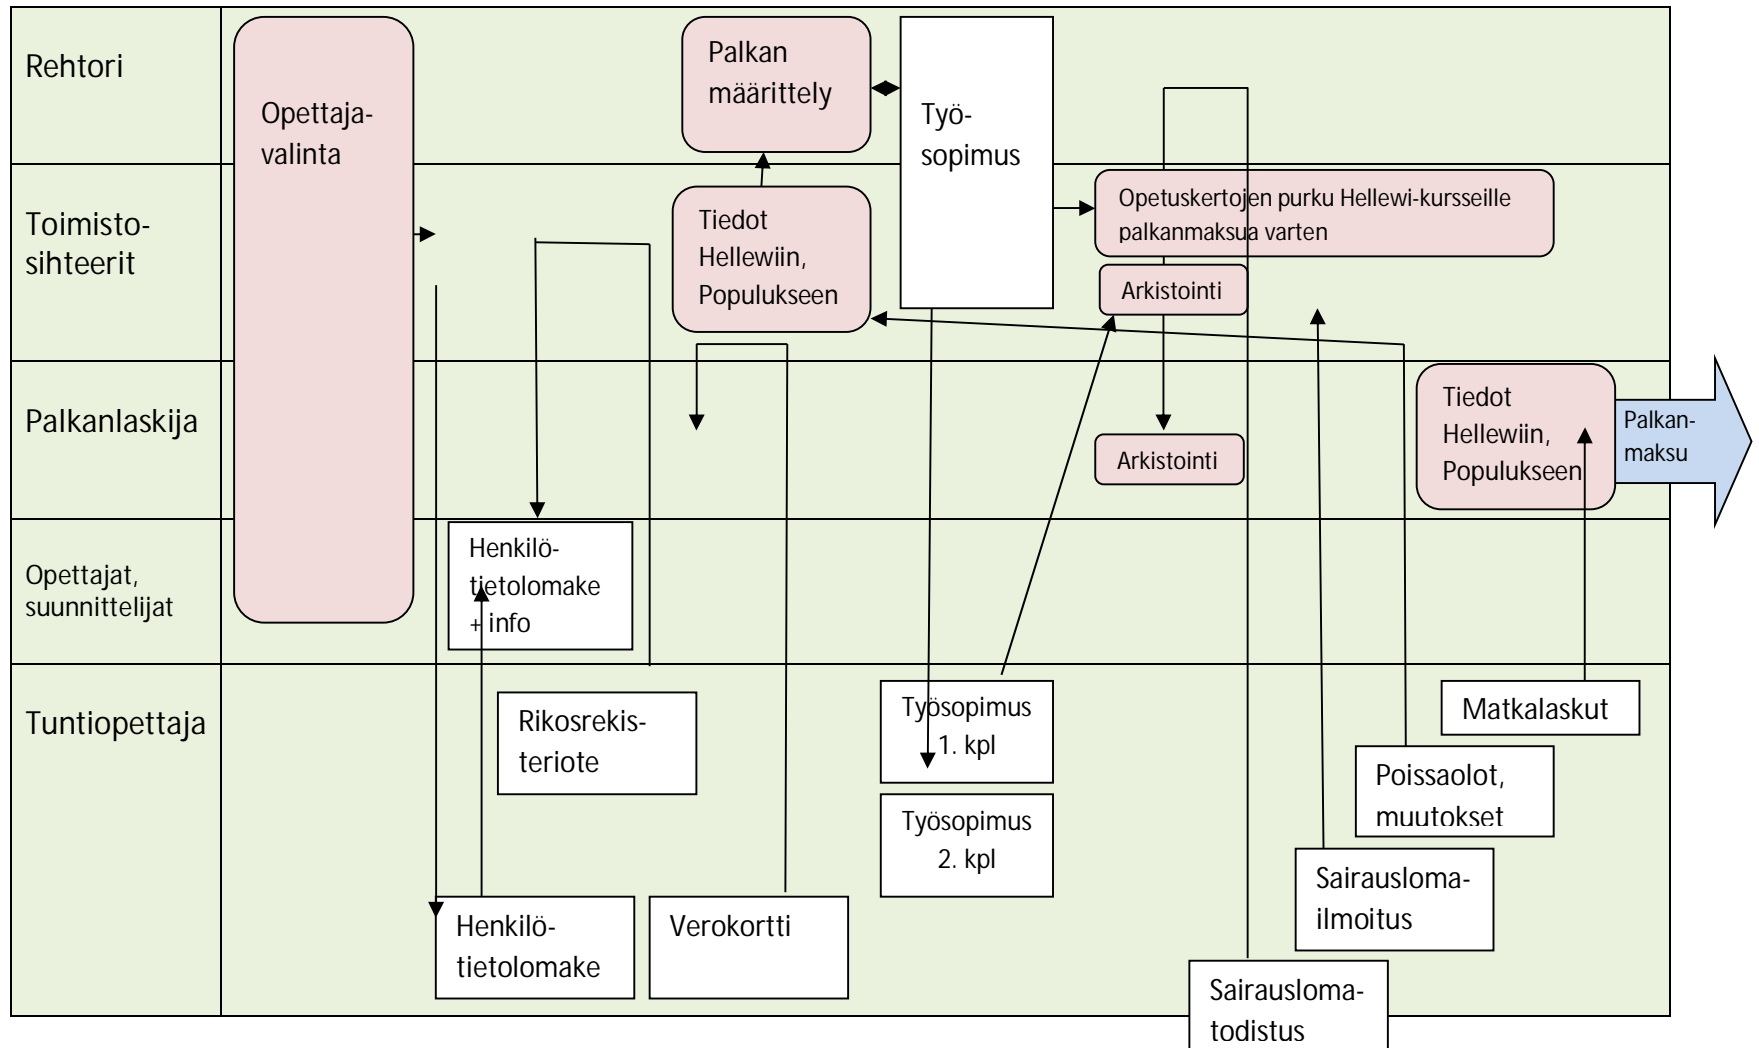 Rehtori
Opettaja-
valinta
Palkan
määrittely
Työ-
sopimus
Toimisto-
sihteerit
Tiedot
Hellewiin,
Populukseen
Opetuskertojen purku Hellewi-kursseille
palkanmaksua varten
Arkistointi
Palkanlaskija
Arkistointi
Tiedot
Hellewiin,
Populukseen
Palkan-
maksu
Opettajat,
suunnittelijat
Henkilö-
tietolomake
+ info
Tuntiopettaja
Rikosrekis-
teriote
Työsopimus
1. kpl
Matkalaskut
Poissaolot,
muutokset
Työsopimus
2. kpl
Sairausloma-
ilmoitus
Henkilö-
tietolomake
Verokortti
Sairausloma-
todistus